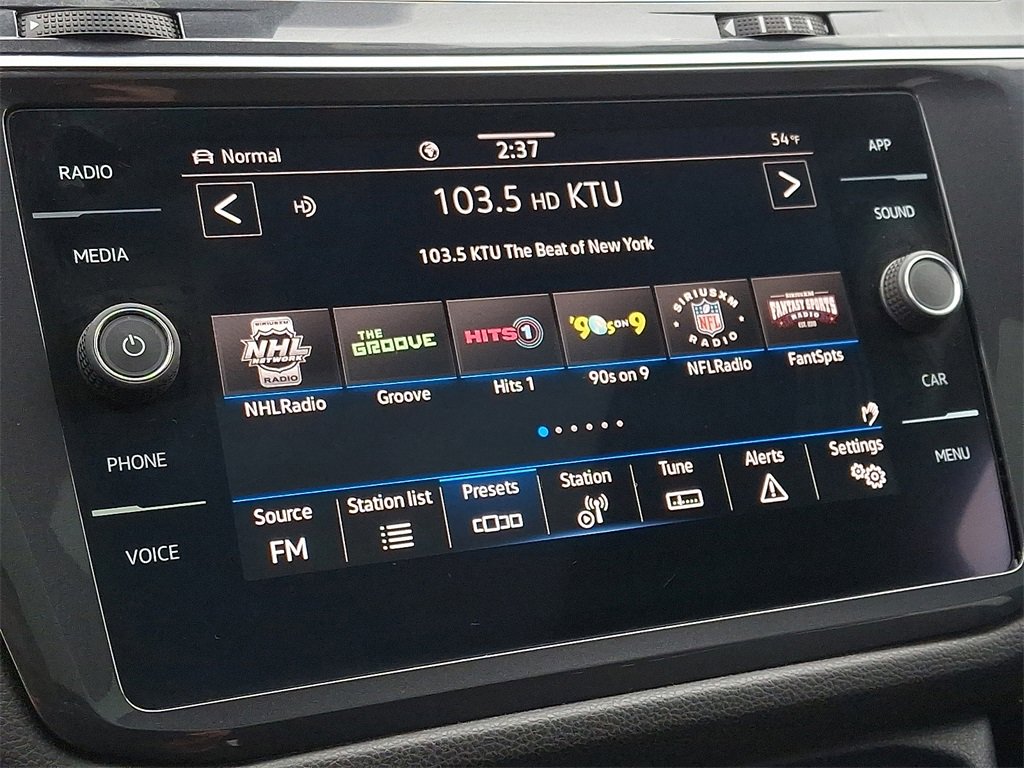 RADIO
MEDIA
PHONE
VOICE
APP
SOUND
CAR
MENU
Normal
2:37
54°F
HD
103.5 HD KTU
103.5 KTU The Beat of New York
SIRIUSXM
NHL
NETWORK
RADIO
THE
GROOVE
HITS 1
'90s ON 9
SIRIUSXM
NFL
RADIO
SIRIUSXM
FANTASY SPORTS
RADIO
NHLRadio
Groove
Hits 1
90s on 9
NFLRadio
FantSpts
Source
FM
Station list
Presets
Station
Tune
Alerts
Settings